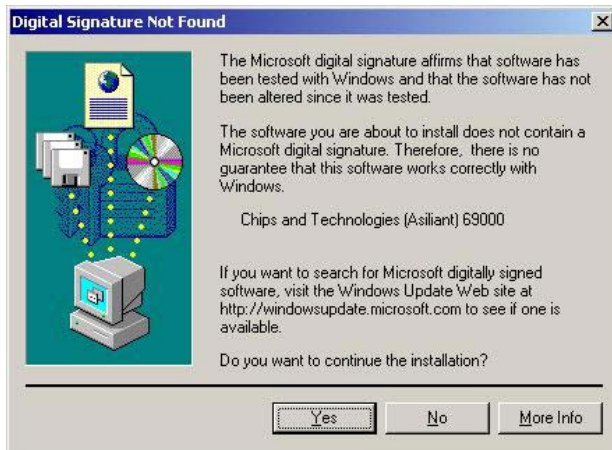 Digital Signature Not Found
The Microsoft digital signature affirms that software has
been tested with Windows and that the software has not
been altered since it was tested.
The software you are about to install does not contain a
Microsoft digital signature. Therefore, there is no
guarantee that this software works correctly with
Windows.
Chips and Technologies (Asiliant) 69000
If you want to search for Microsoft digitally signed
software, visit the Windows Update Web site at
http://windowsupdate.microsoft.com to see if one is
available.
Do you want to continue the installation?
Yes No More Info